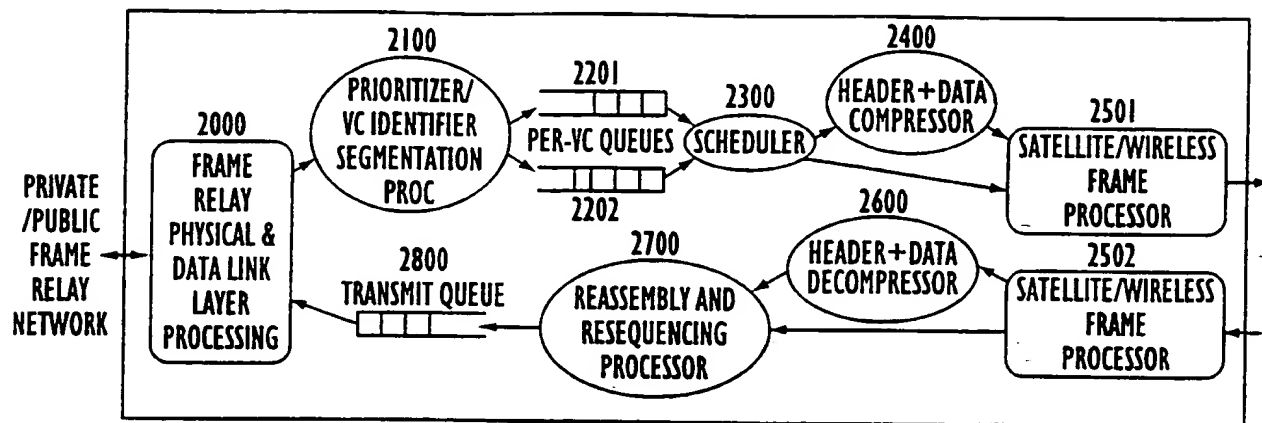 PRIVATE
/PUBLIC
FRAME
RELAY
NETWORK
2000
FRAME
RELAY
PHYSICAL &
DATA LINK
LAYER
PROCESSING
2100
PRIORITIZER/
VC IDENTIFIER
SEGMENTATION
PROC
2201
PER-VC QUEUES
2202
2300
SCHEDULER
2400
HEADER+DATA
COMPRESSOR
2501
SATELLITE/WIRELESS
FRAME
PROCESSOR
2502
SATELLITE/WIRELESS
FRAME
PROCESSOR
2600
HEADER+DATA
DECOMPRESSOR
2700
REASSEMBLY AND
RESEQUENCING
PROCESSOR
2800
TRANSMIT QUEUE